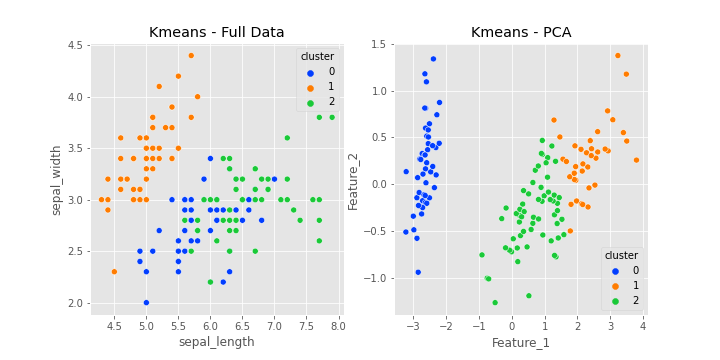 Kmeans - Full Data
4.5
4.0
3.5
3.0
2.5
2.0
sepal_width
4.5 5.0 5.5 6.0 6.5 7.0 7.5 8.0
sepal_length
cluster
0
1
2
Kmeans - PCA
1.5
1.0
0.5
0.0
−0.5
−1.0
Feature_2
−3 −2 −1 0 1 2 3 4
Feature_1
cluster
0
1
2